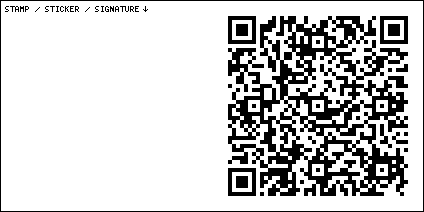 STAMP / STICKER / SIGNATURE ↓